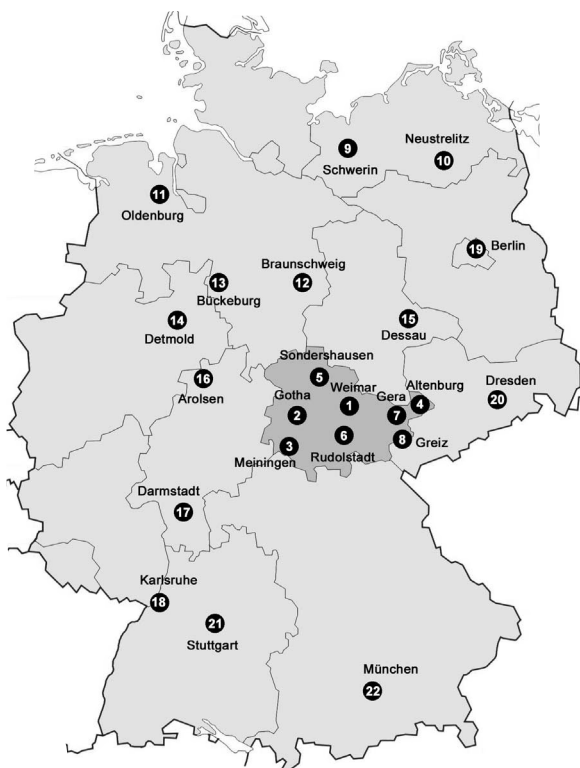 Neustrelitz
9
10
Schwerin
11
Oldenburg
19
Berlin
Braunschweig
13
12
Bückeburg
14
15
Detmold
Dessau
Sondershausen
16
5
Weimar
Altenburg
Dresden
Arolsen
Gotha
1
Gera
4
20
2
7
3
6
8
Greiz
Meiningen
Rudolstadt
Darmstadt
17
Karlsruhe
18
21
Stuttgart
München
22